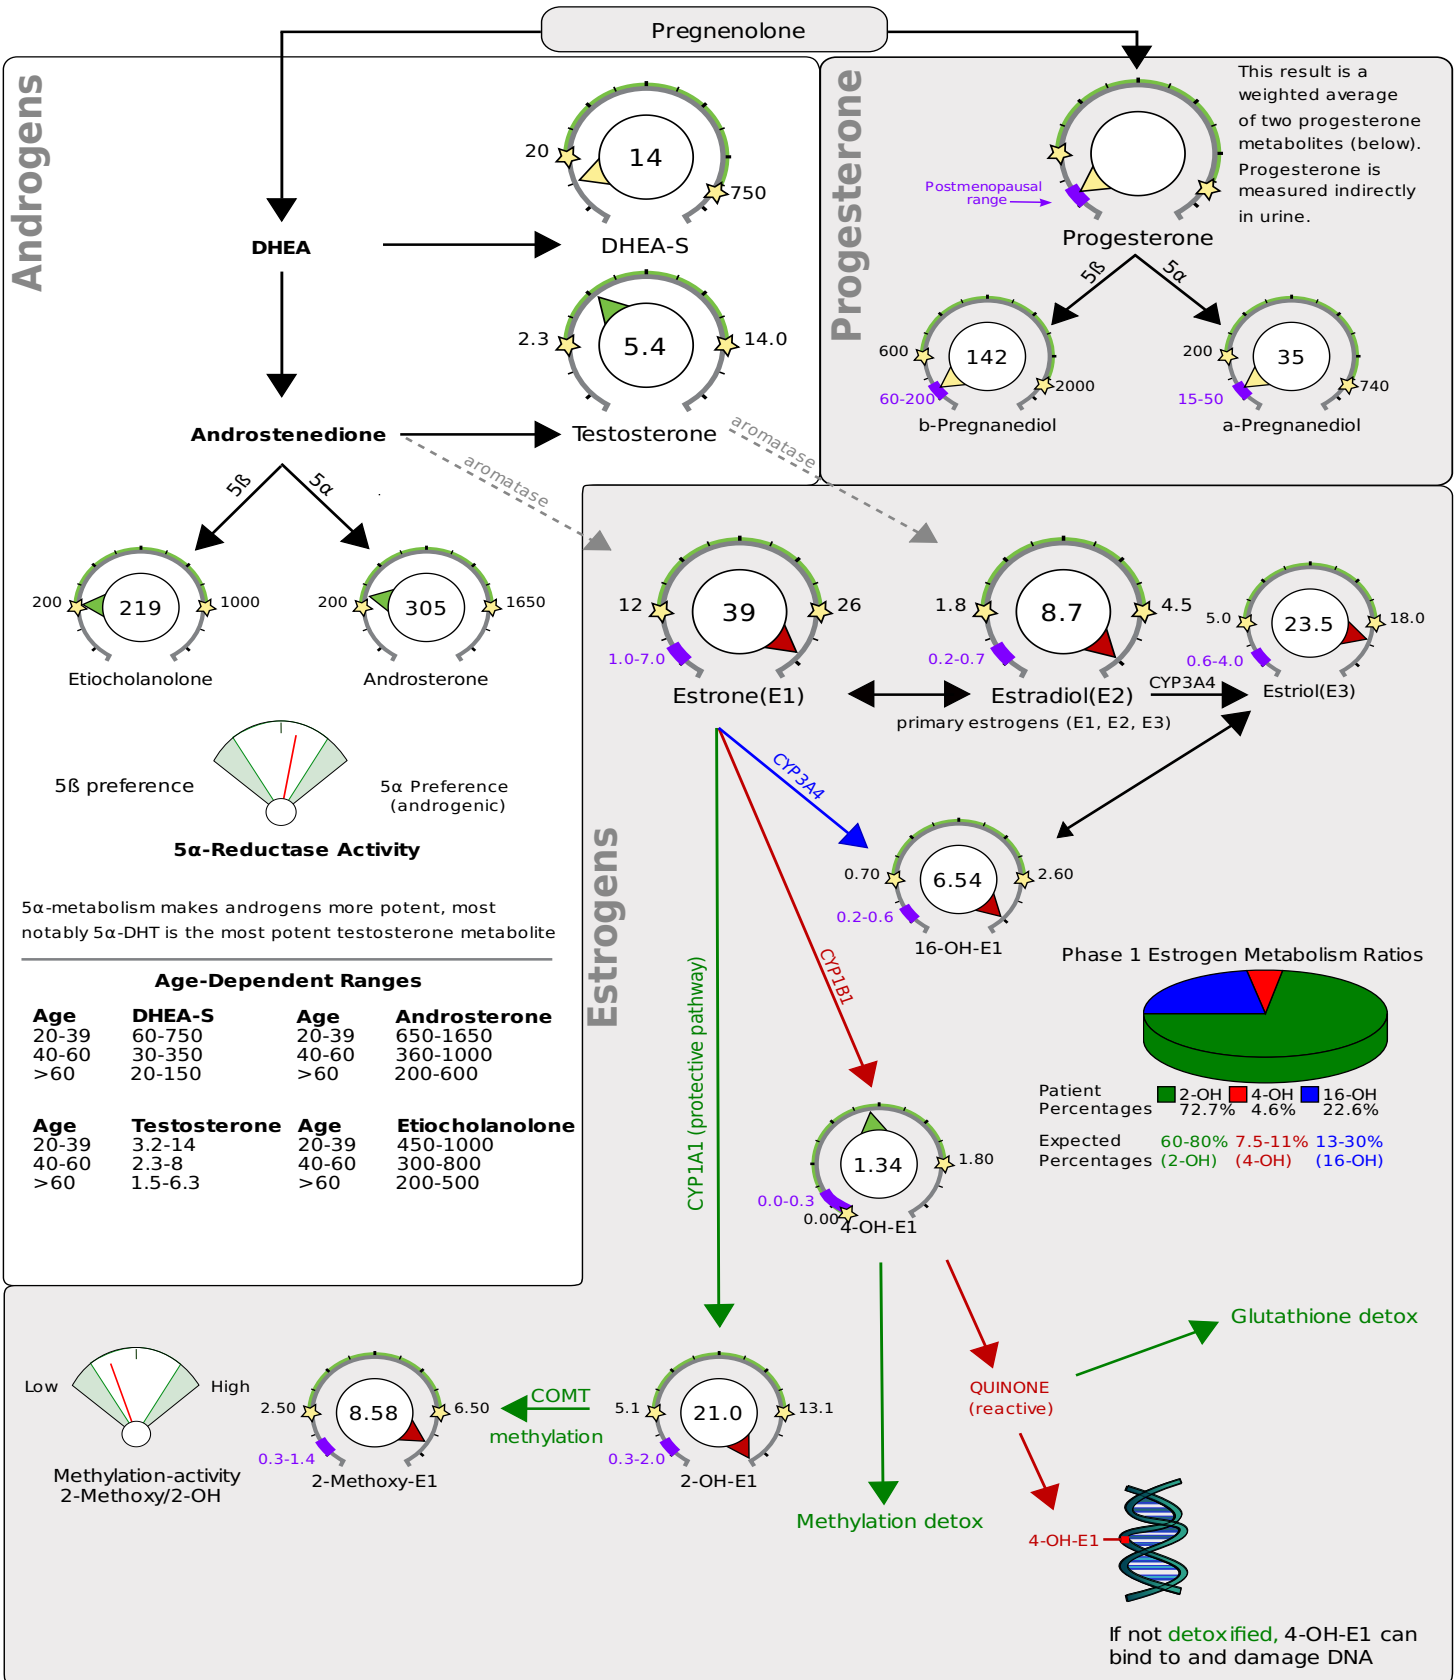 Pregnenolone
Androgens
20
14
750
DHEA-S
DHEA
2.3
5.4
14.0
Testosterone
Androstenedione
aromatase
aromatase
5ß
5α
200
219
1000
Etiocholanolone
200
305
1650
Androsterone
5ß preference
5α Preference
(androgenic)
5α-Reductase Activity
5α-metabolism makes androgens more potent, most
notably 5α-DHT is the most potent testosterone metabolite
Age-Dependent Ranges
Age DHEA-S Age Androsterone
20-39 60-750 20-39 650-1650
40-60 30-350 40-60 360-1000
>60 20-150 >60 200-600
Age Testosterone Age Etiocholanolone
20-39 3.2-14 20-39 450-1000
40-60 2.3-8 40-60 300-800
>60 1.5-6.3 >60 200-500
Progesterone
This result is a
weighted average
of two progesterone
metabolites (below).
Progesterone is
measured indirectly
in urine.
Postmenopausal
range
Progesterone
5ß
5α
600
142
2000
60-200
b-Pregnanediol
200
35
740
15-50
a-Pregnanediol
Estrogens
12
39
26
1.0-7.0
Estrone(E1)
1.8
8.7
4.5
0.2-0.7
Estradiol(E2)
5.0
23.5
18.0
0.6-4.0
Estriol(E3)
CYP3A4
primary estrogens (E1, E2, E3)
CYP3A4
0.70
6.54
2.60
0.2-0.6
16-OH-E1
CYP1B1
CYP1A1 (protective pathway)
Phase 1 Estrogen Metabolism Ratios
Patient
Percentages
2-OH 4-OH 16-OH
72.7% 4.6% 22.6%
Expected
Percentages
60-80% 7.5-11% 13-30%
(2-OH) (4-OH) (16-OH)
1.34
1.80
0.0-0.3
0.00
4-OH-E1
Low
High
Methylation-activity
2-Methoxy/2-OH
2.50
8.58
6.50
0.3-1.4
2-Methoxy-E1
COMT
methylation
5.1
21.0
13.1
0.3-2.0
2-OH-E1
Glutathione detox
QUINONE
(reactive)
Methylation detox
4-OH-E1
If not detoxified, 4-OH-E1 can
bind to and damage DNA